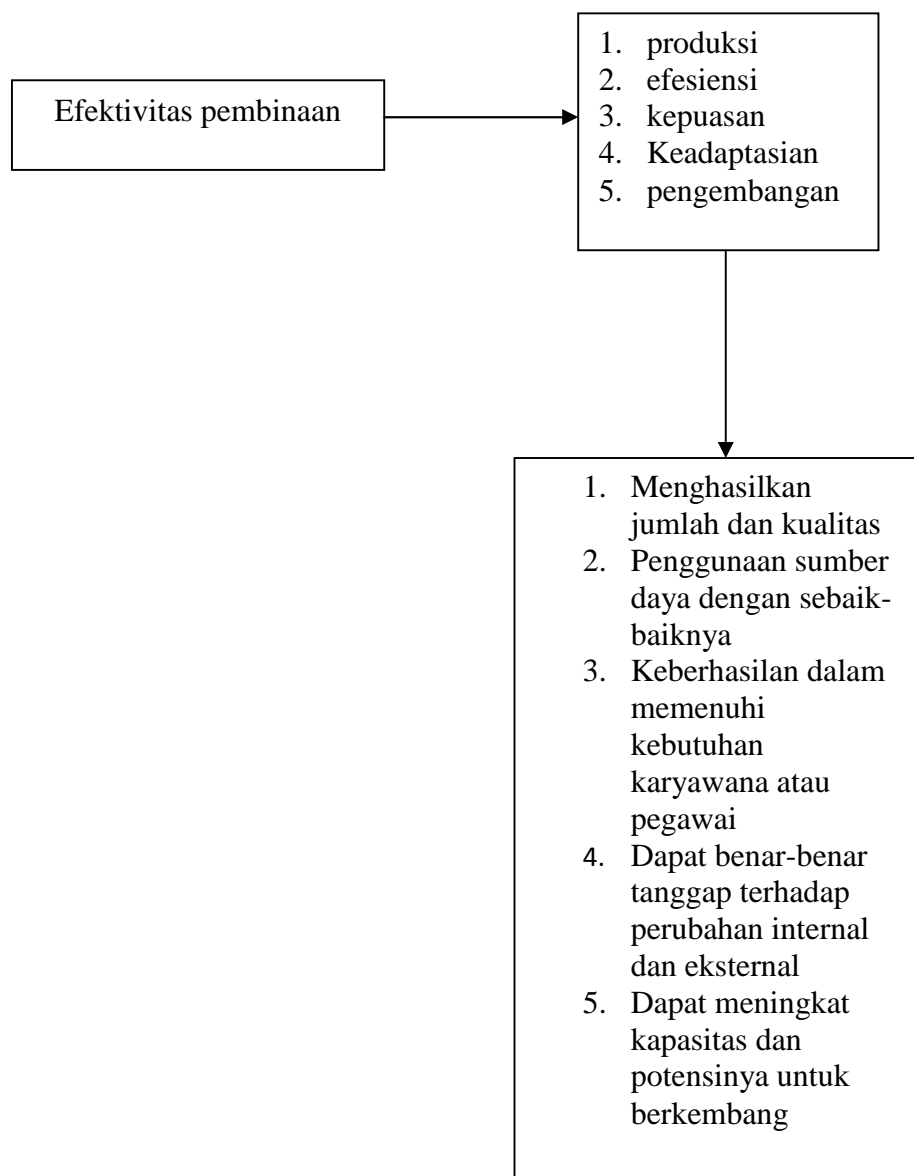 Efektivitas pembinaan
1. produksi
2. efesiensi
3. kepuasan
4. Keadaptasian
5. pengembangan
1. Menghasilkan
jumlah dan kualitas
2. Penggunaan sumber
daya dengan sebaik-
baiknya
3. Keberhasilan dalam
memenuhi
kebutuhan
karyawana atau
pegawai
4. Dapat benar-benar
tanggap terhadap
perubahan internal
dan eksternal
5. Dapat meningkat
kapasitas dan
potensinya untuk
berkembang